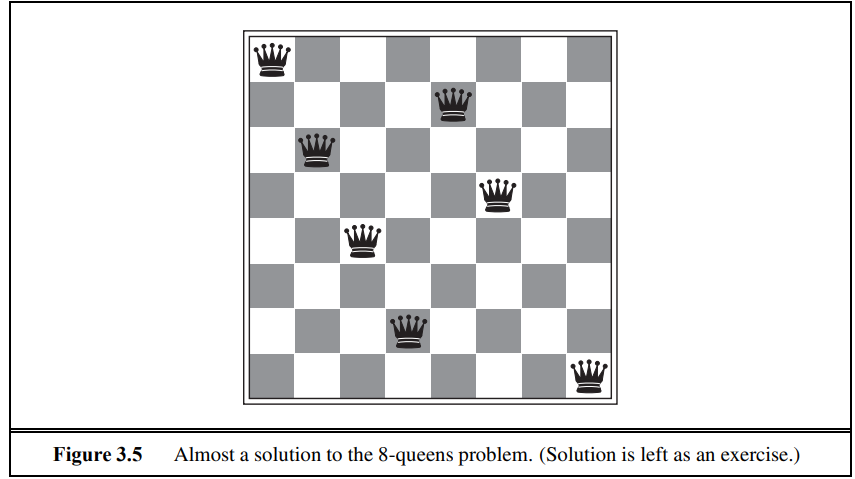 Figure 3.5 Almost a solution to the 8-queens problem. (Solution is left as an exercise.)